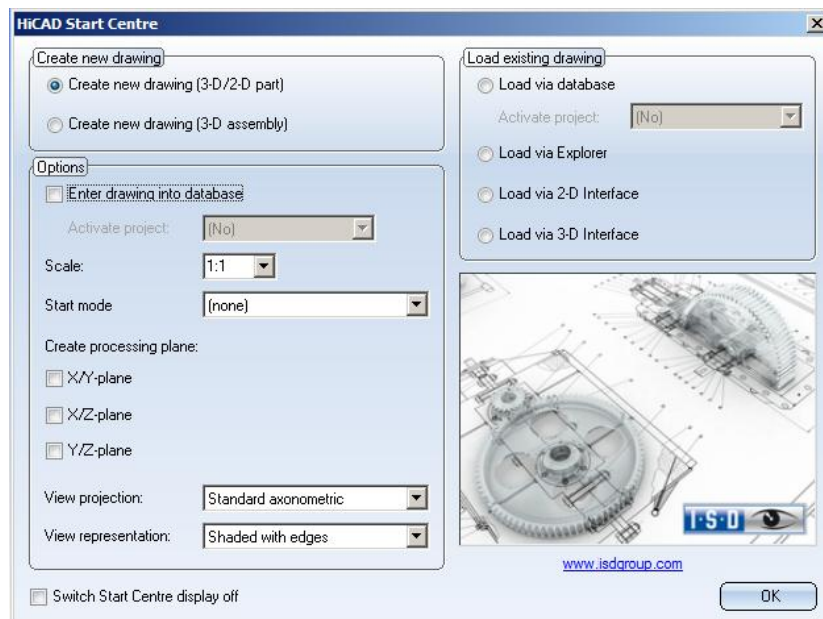 HiCAD Start Centre
Create new drawing
Create new drawing (3-D/2-D part)
Create new drawing (3-D assembly)
Options
Enter drawing into database
Activate project: (No)
Scale: 1:1
Start mode (none)
Create processing plane:
X/Y-plane
X/Z-plane
Y/Z-plane
View projection: Standard axonometric
View representation: Shaded with edges
Switch Start Centre display off
Load existing drawing
Load via database
Activate project: (No)
Load via Explorer
Load via 2-D Interface
Load via 3-D Interface
I·S·D
www.isdgroup.com
OK